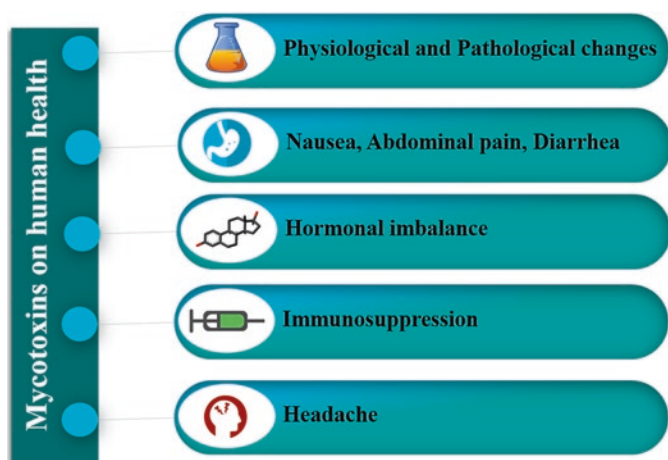 Mycotoxins on human health
Physiological and Pathological changes
Nausea, Abdominal pain, Diarrhea
Hormonal imbalance
Immunosuppression
Headache